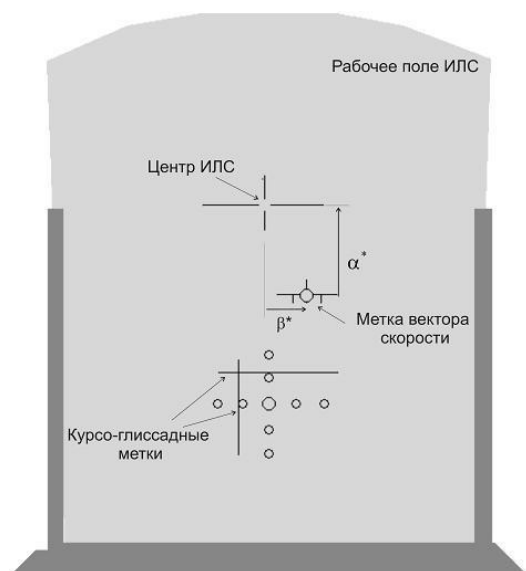 Рабочее поле ИЛС
Центр ИЛС
α*
β*
Метка вектора
скорости
Курсо-глиссадные
метки